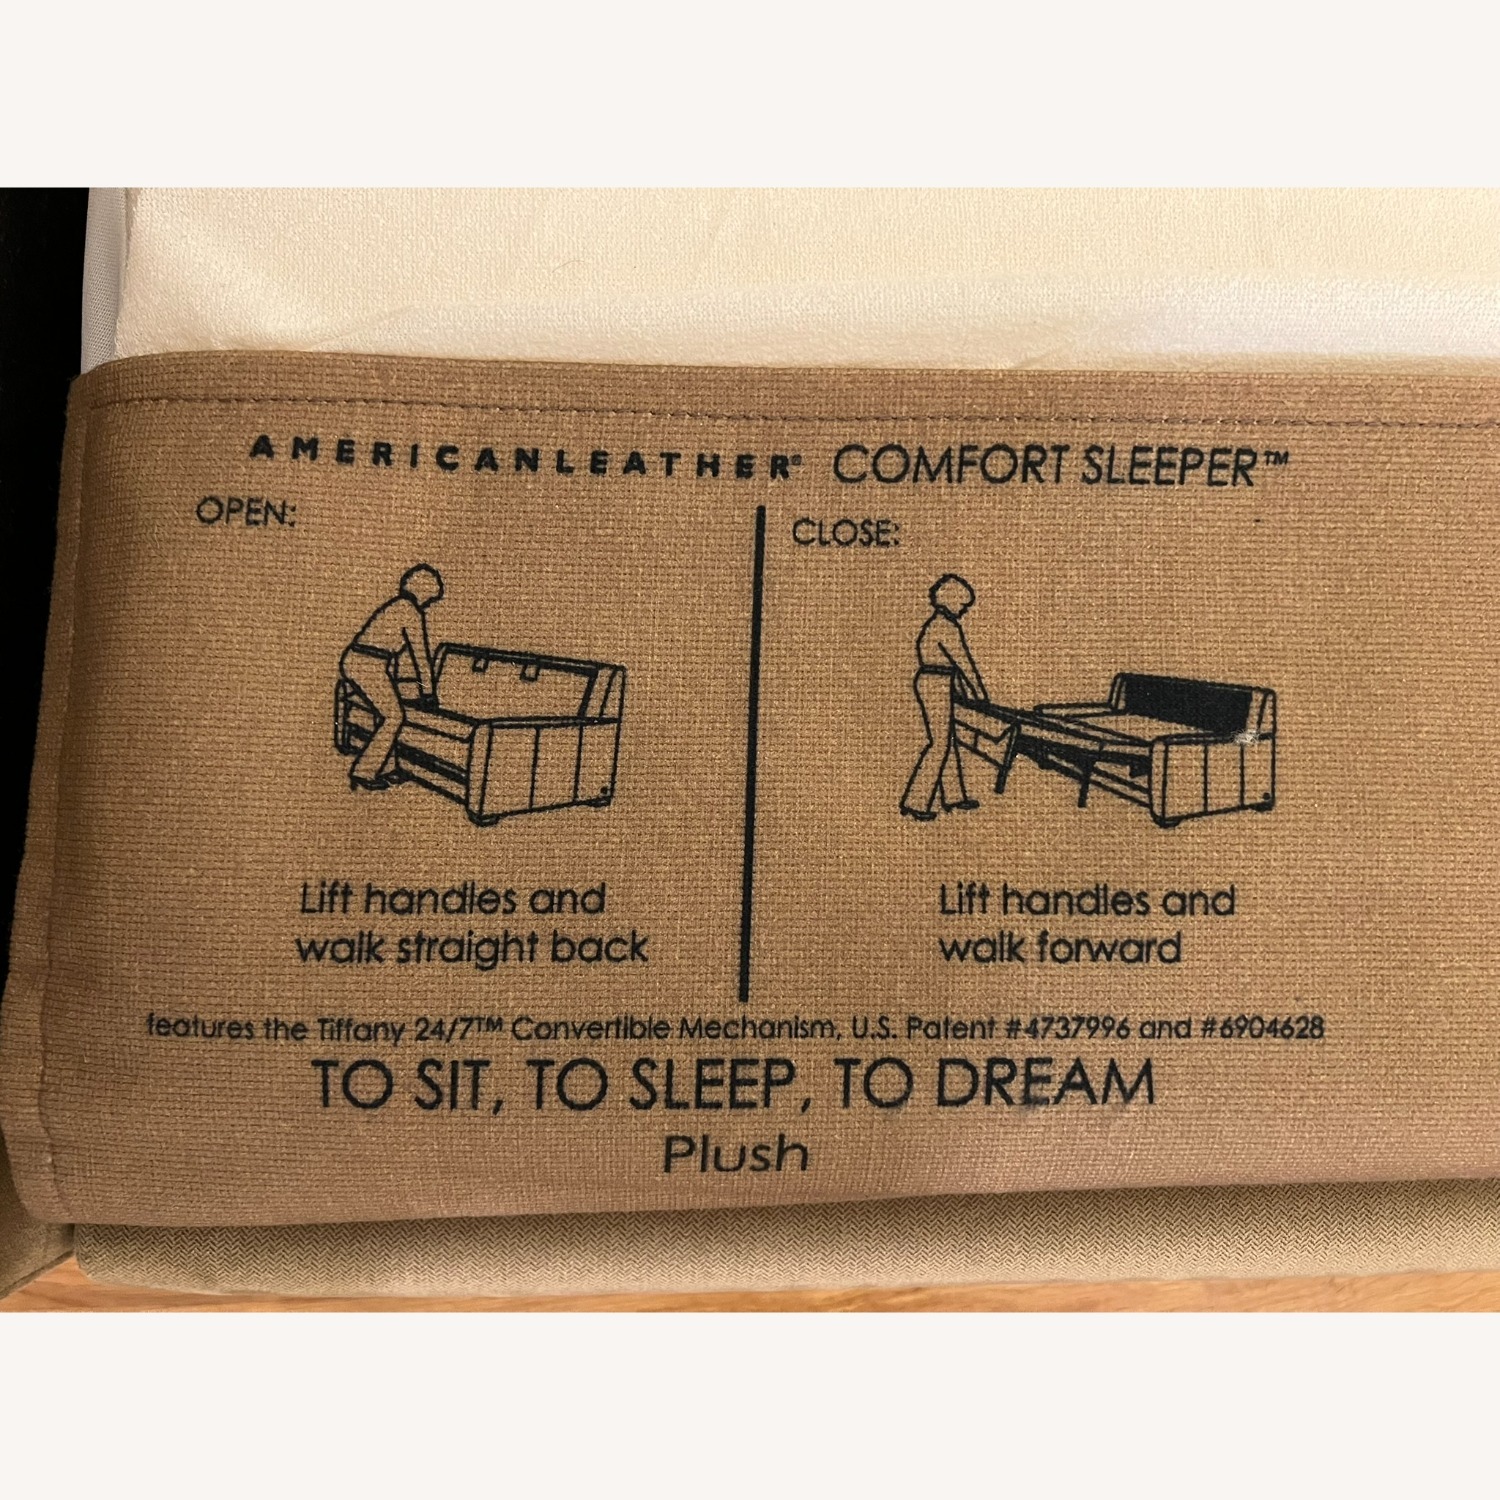 AMERICANLEATHER® COMFORT SLEEPER™
OPEN:
Lift handles and
walk straight back
CLOSE:
Lift handles and
walk forward
features the Tiffany 24/7™ Convertible Mechanism, U.S. Patent #4737996 and #6904628
TO SIT, TO SLEEP, TO DREAM
Plush